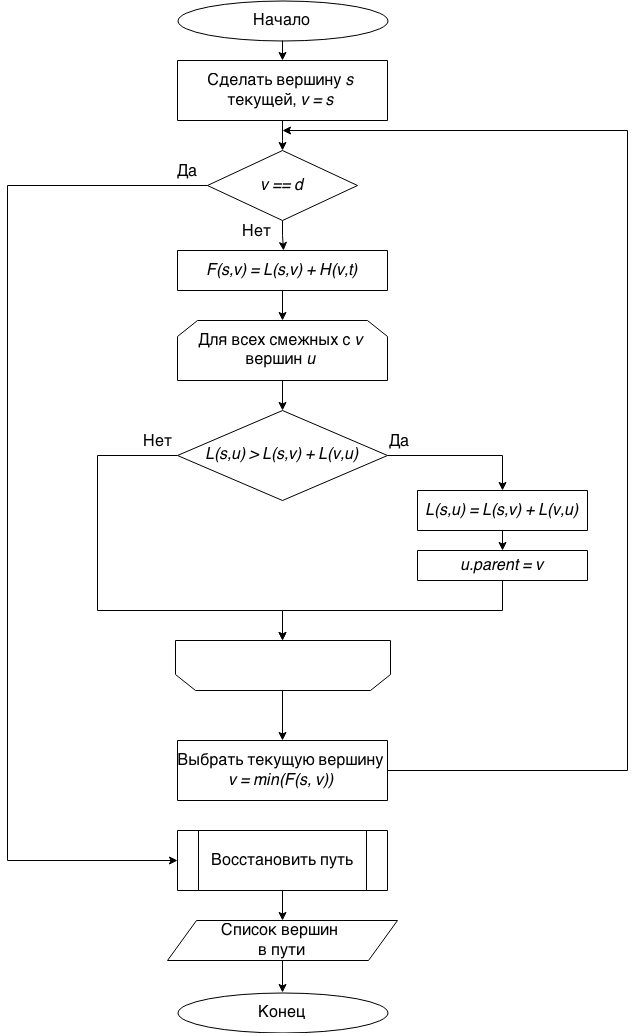 Начало
Сделать вершину s
текущей, v = s
Да
v == d
Нет
F(s,v) = L(s,v) + H(v,t)
Для всех смежных с v
вершин u
Нет
L(s,u) > L(s,v) + L(v,u)
Да
L(s,u) = L(s,v) + L(v,u)
u.parent = v
Выбрать текущую вершину
v = min(F(s, v))
Восстановить путь
Список вершин
в пути
Конец